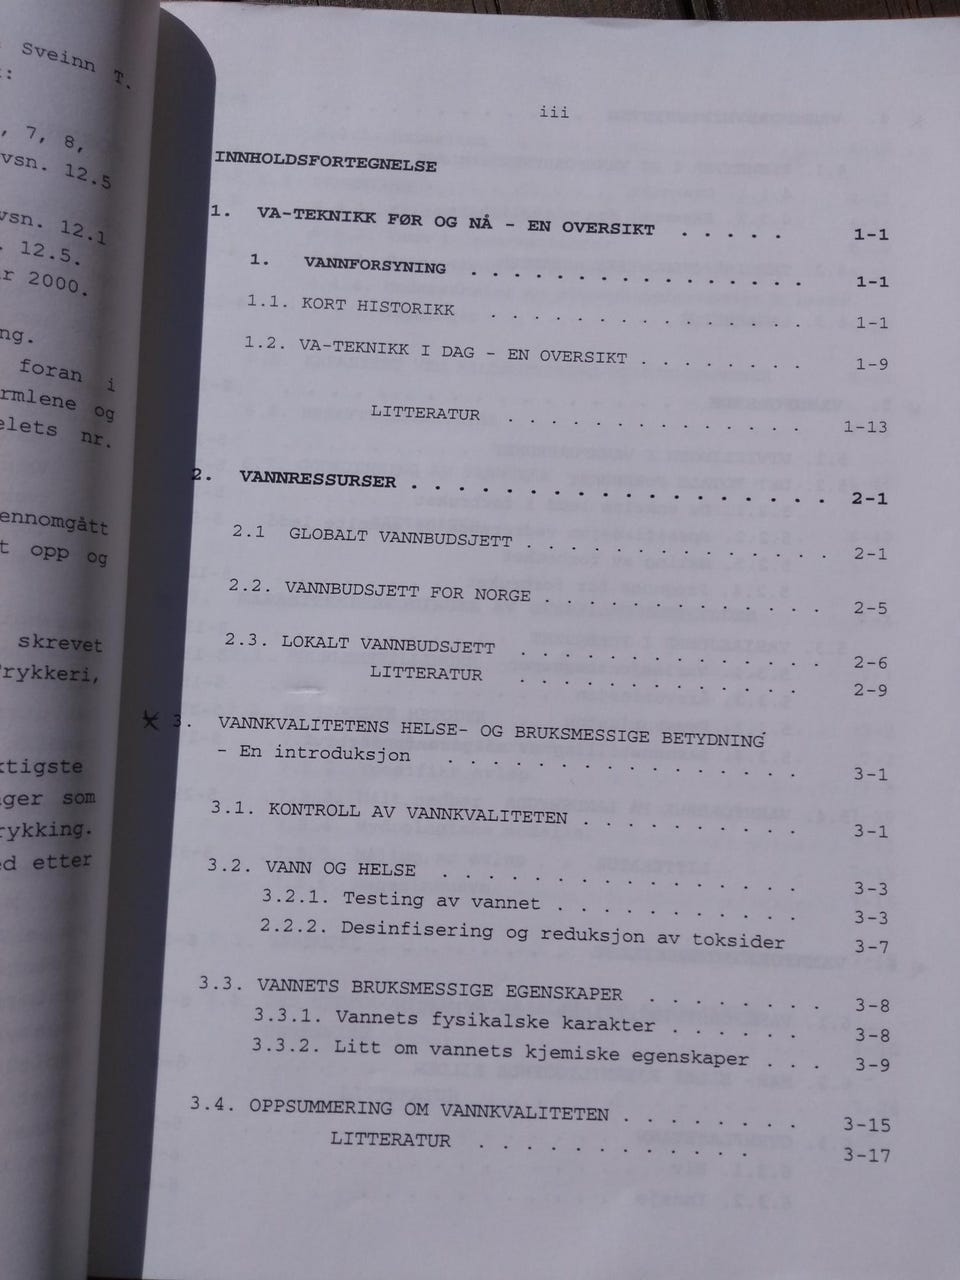 Sveinn T.
:
, 7, 8,
vsn. 12.5
vsn. 12.1
. 12.5.
r 2000.
ng.
foran i
rmlene og
elets nr.
ennomgått
t opp og
skrevet
rykkeri,
ktigste
ger som
rykking.
d etter
iii
INNHOLDSFORTEGNELSE
1. VA-TEKNIKK FØR OG NÅ - EN OVERSIKT . . . . . 1-1
1. VANNFORSYNING . . . . . . . . . . . . . . 1-1
1.1. KORT HISTORIKK . . . . . . . . . . . . . . 1-1
1.2. VA-TEKNIKK I DAG - EN OVERSIKT . . . . . . . 1-9
LITTERATUR . . . . . . . . . . . . . 1-13
2. VANNRESSURSER . . . . . . . . . . . . . . . . . . 2-1
2.1 GLOBALT VANNBUDSJETT . . . . . . . . . . . . 2-1
2.2. VANNBUDSJETT FOR NORGE . . . . . . . . . . . . 2-5
2.3. LOKALT VANNBUDSJETT . . . . . . . . . . . . . 2-6
LITTERATUR . . . . . . . . . . . . 2-9
3. VANNKVALITETENS HELSE- OG BRUKSMESSIGE BETYDNING
- En introduksjon . . . . . . . . . . . . . . 3-1
3.1. KONTROLL AV VANNKVALITETEN . . . . . . . . . 3-1
3.2. VANN OG HELSE . . . . . . . . . . . . . . 3-3
3.2.1. Testing av vannet . . . . . . . . . . 3-3
2.2.2. Desinfisering og reduksjon av toksider 3-7
3.3. VANNETS BRUKSMESSIGE EGENSKAPER . . . . . . . 3-8
3.3.1. Vannets fysikalske karakter . . . . . 3-8
3.3.2. Litt om vannets kjemiske egenskaper . . . 3-9
3.4. OPPSUMMERING OM VANNKVALITETEN . . . . . . . 3-15
LITTERATUR . . . . . . . . . . . . 3-17